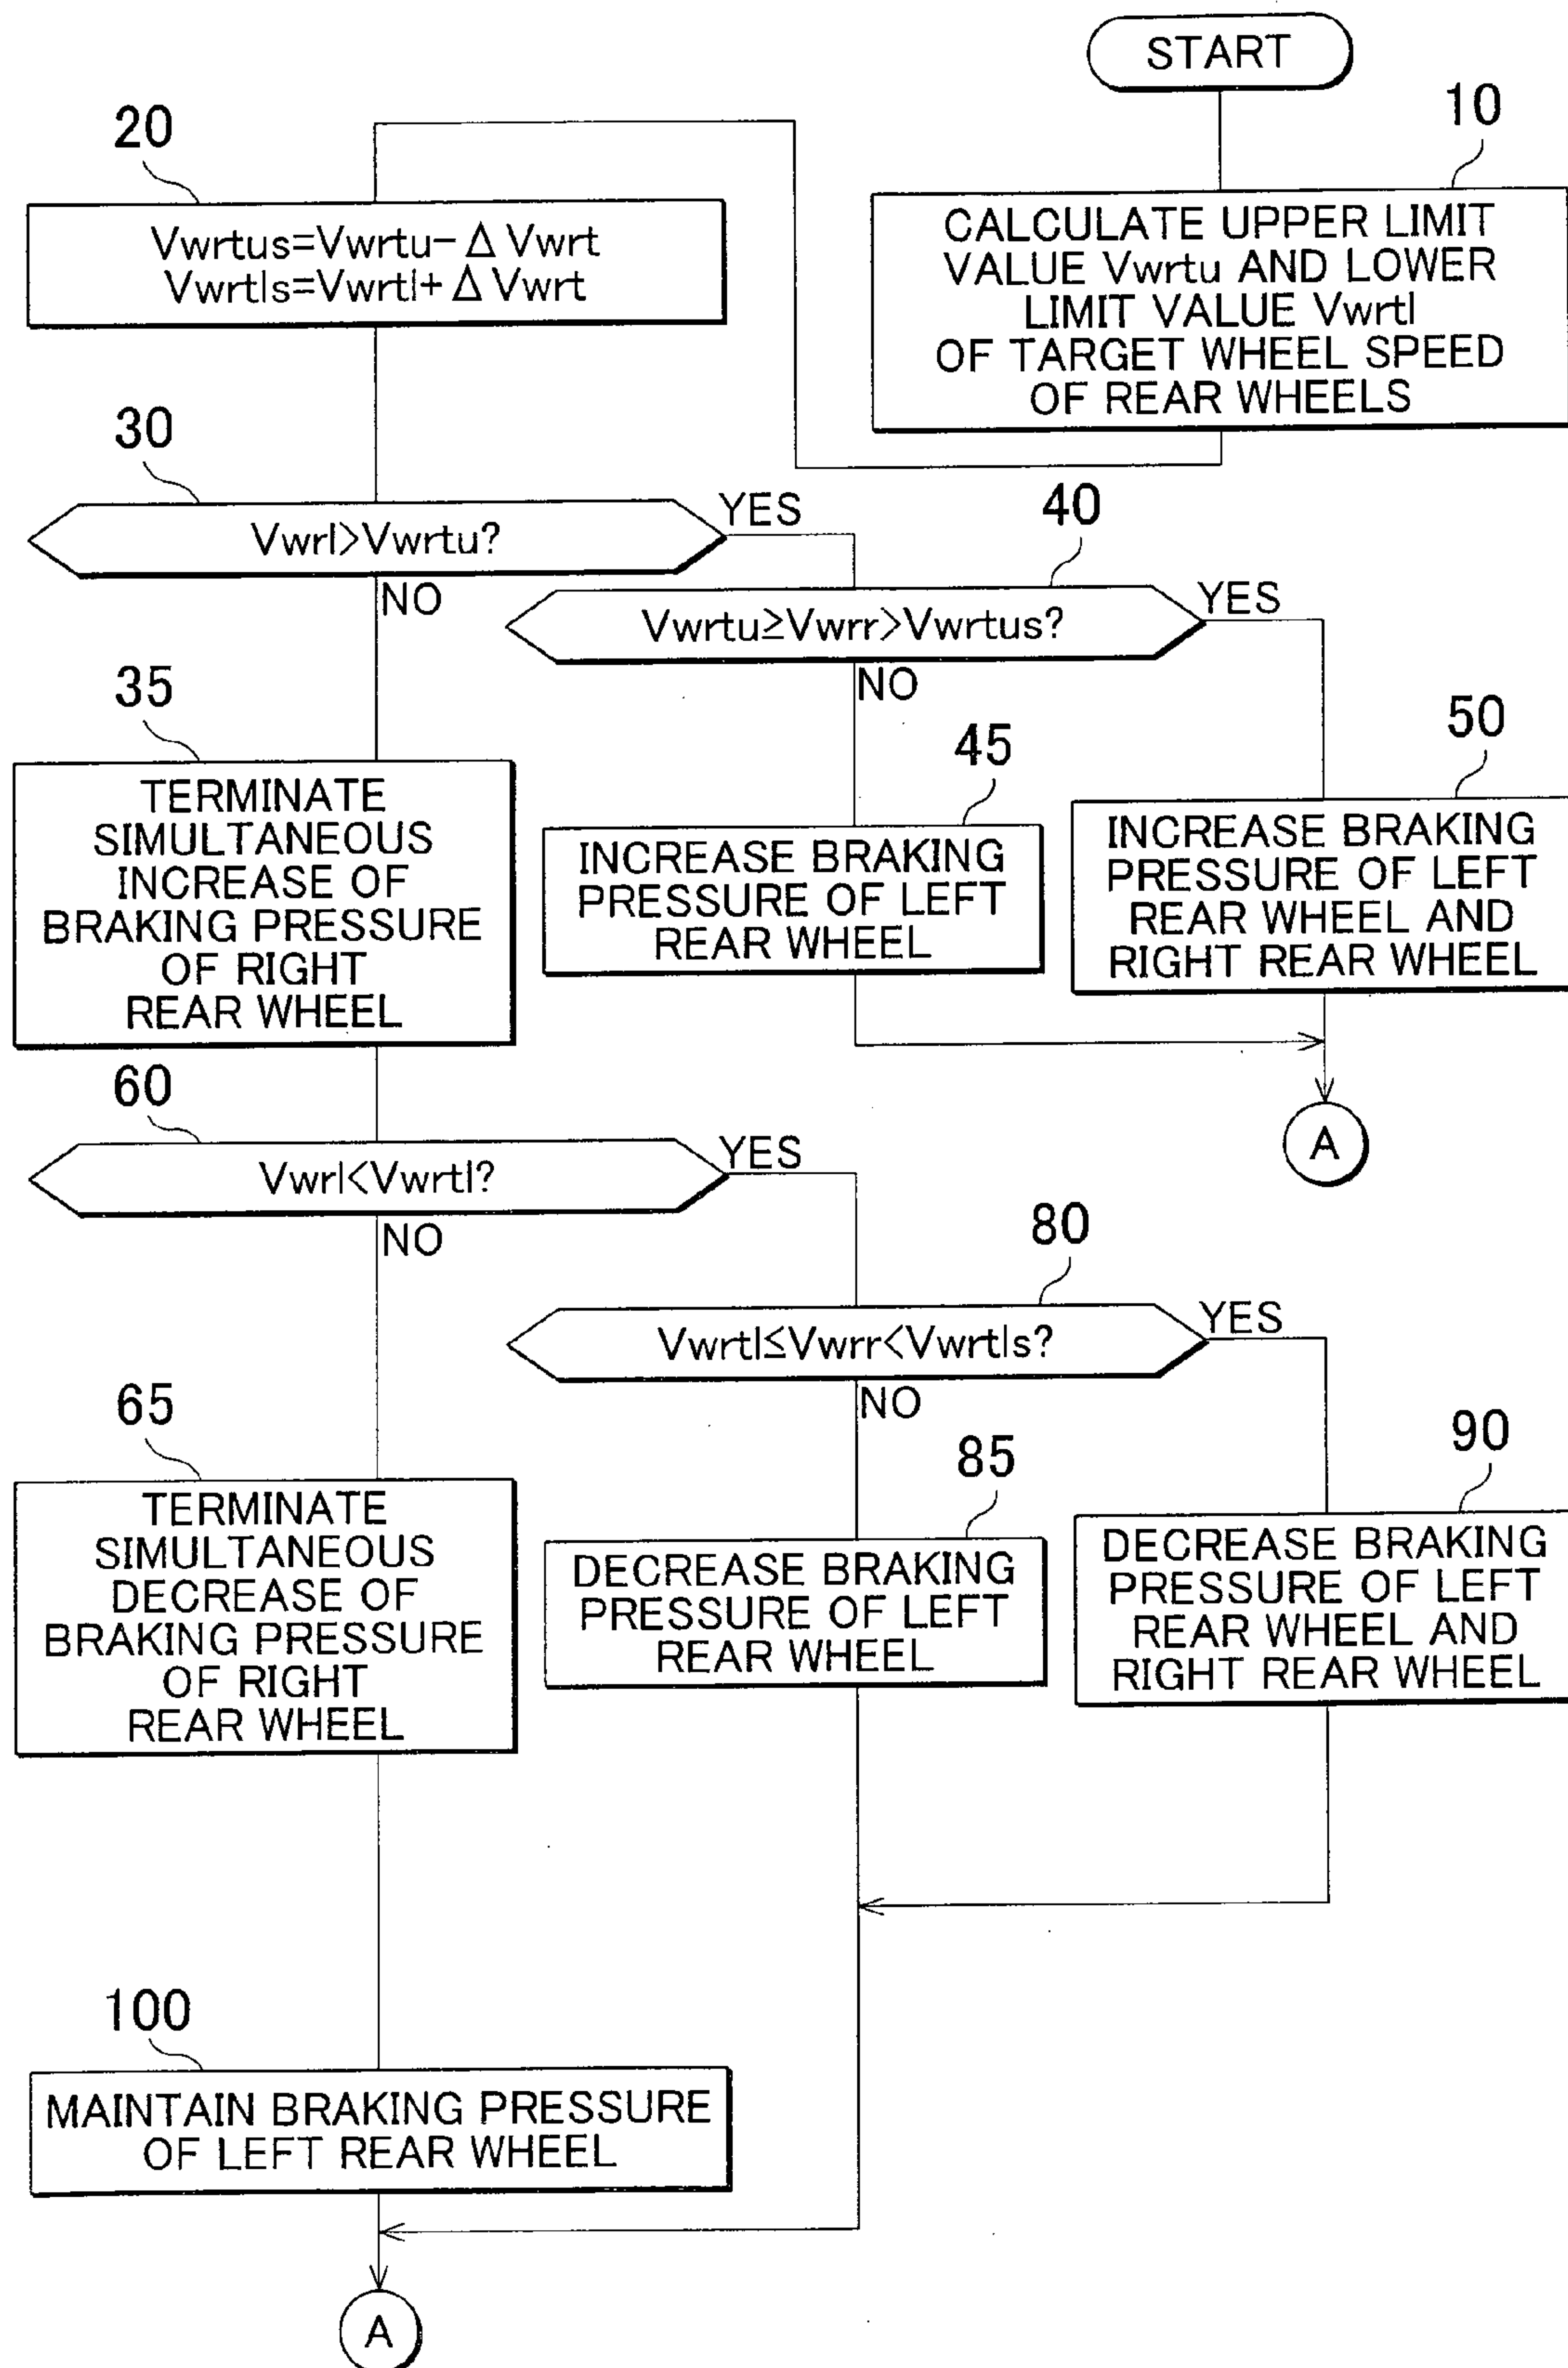 START
10
CALCULATE UPPER LIMIT
VALUE Vwrtu AND LOWER
LIMIT VALUE Vwrtl
OF TARGET WHEEL SPEED
OF REAR WHEELS
20
Vwrtus=Vwrtu-Δ Vwrt
Vwrtls=Vwrtl+Δ Vwrt
30
Vwrl>Vwrtu?
YES
NO
40
Vwrtu≥Vwrr>Vwrtus?
YES
NO
35
TERMINATE
SIMULTANEOUS
INCREASE OF
BRAKING PRESSURE
OF RIGHT
REAR WHEEL
45
INCREASE BRAKING
PRESSURE OF LEFT
REAR WHEEL
50
INCREASE BRAKING
PRESSURE OF LEFT
REAR WHEEL AND
RIGHT REAR WHEEL
A
60
Vwrl<Vwrtl?
YES
NO
80
Vwrtl≤Vwrr<Vwrtls?
YES
NO
65
TERMINATE
SIMULTANEOUS
DECREASE OF
BRAKING PRESSURE
OF RIGHT
REAR WHEEL
85
DECREASE BRAKING
PRESSURE OF LEFT
REAR WHEEL
90
DECREASE BRAKING
PRESSURE OF LEFT
REAR WHEEL AND
RIGHT REAR WHEEL
100
MAINTAIN BRAKING PRESSURE
OF LEFT REAR WHEEL
A